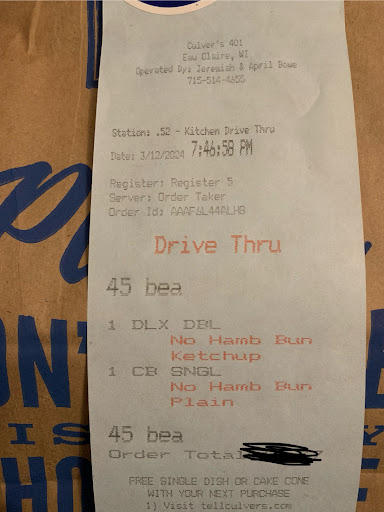 Culver's 401
Eau Claire, WI
Operated By: Jeremiah & April Bowe
715-514-4655
Station: .52 - Kitchen Drive Thru
Date: 3/12/2024 7:46:58 PM
Register: Register 5
Server: Order Taker
Order Id: AAAF6L44ALH8
Drive Thru
45 bea
1 DLX DBL
No Hamb Bun
Ketchup
1 CB SNGL
No Hamb Bun
Plain
45 bea
Order Total
FREE SINGLE DISH OR CAKE CONE
WITH YOUR NEXT PURCHASE
1) Visit tellculvers.com
IS